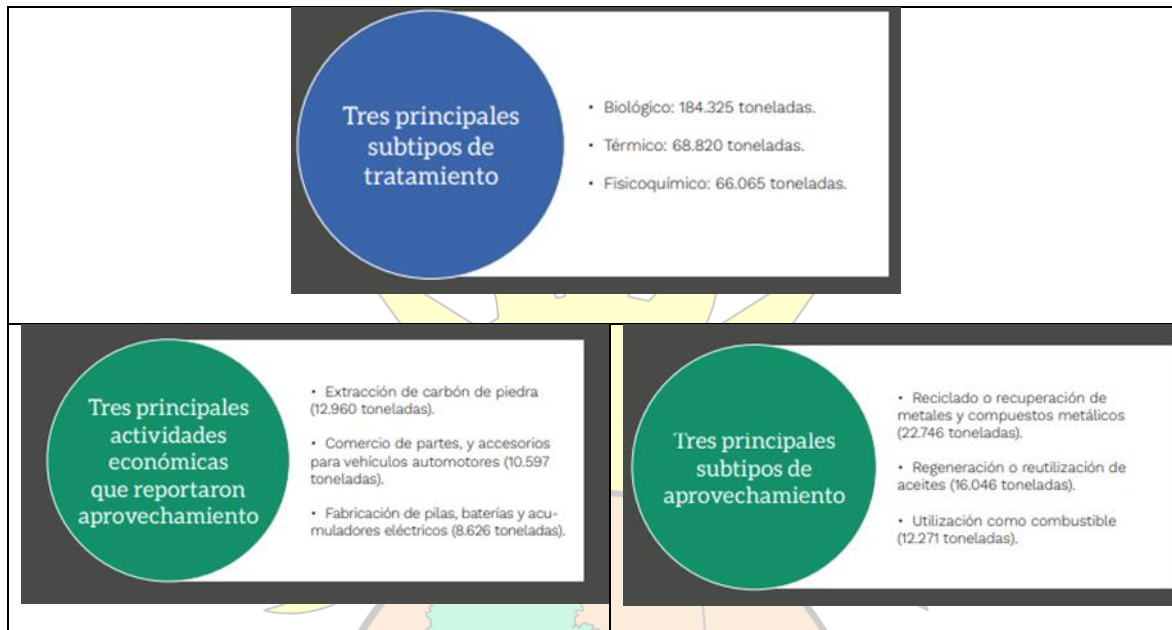 Tres principales
subtipos de
tratamiento
• Biológico: 184.325 toneladas.
• Térmico: 68.820 toneladas.
• Fisicoquímico: 66.065 toneladas.
Tres principales
actividades
económicas
que reportaron
aprovechamiento
• Extracción de carbón de piedra
(12.960 toneladas).
• Comercio de partes, y accesorios
para vehículos automotores (10.597
toneladas).
• Fabricación de pilas, baterías y acu-
muladores eléctricos (8.626 toneladas).
Tres principales
subtipos de
aprovechamiento
• Reciclado o recuperación de
metales y compuestos metálicos
(22.746 toneladas).
• Regeneración o reutilización de
aceites (16.046 toneladas).
• Utilización como combustible
(12.271 toneladas).